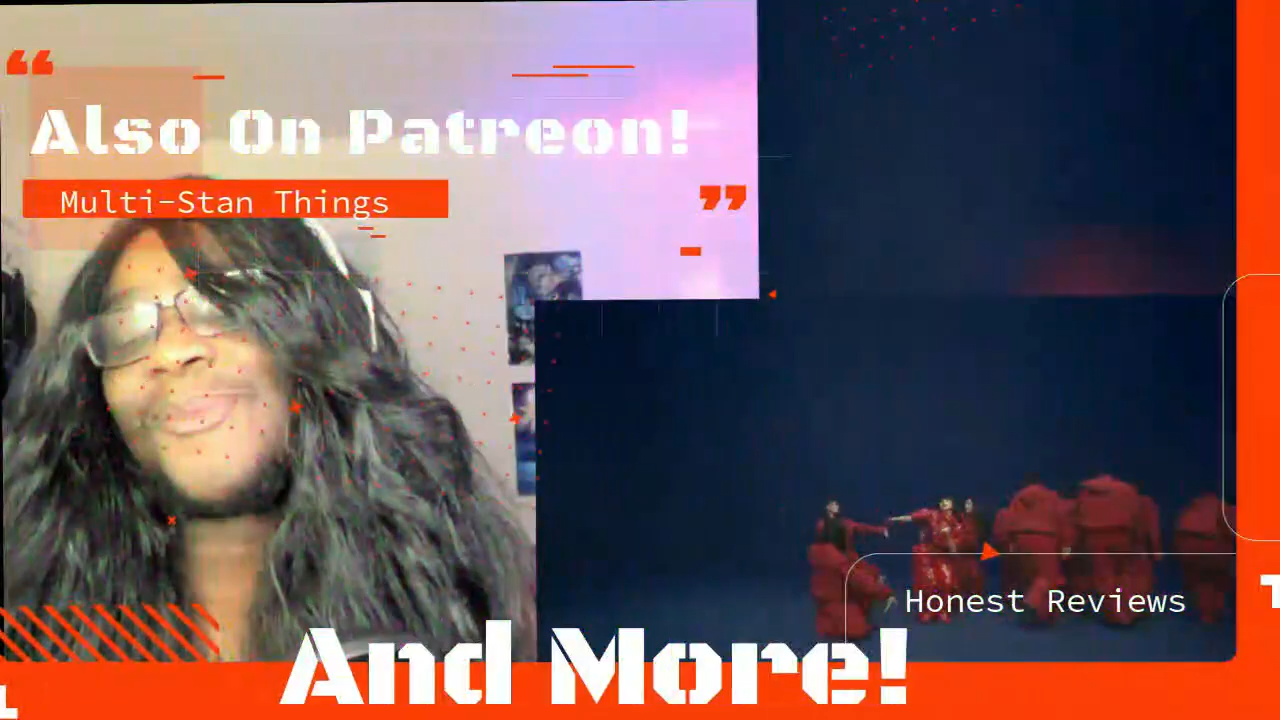 Also On Patreon!
Multi-Stan Things
Honest Reviews
And More!